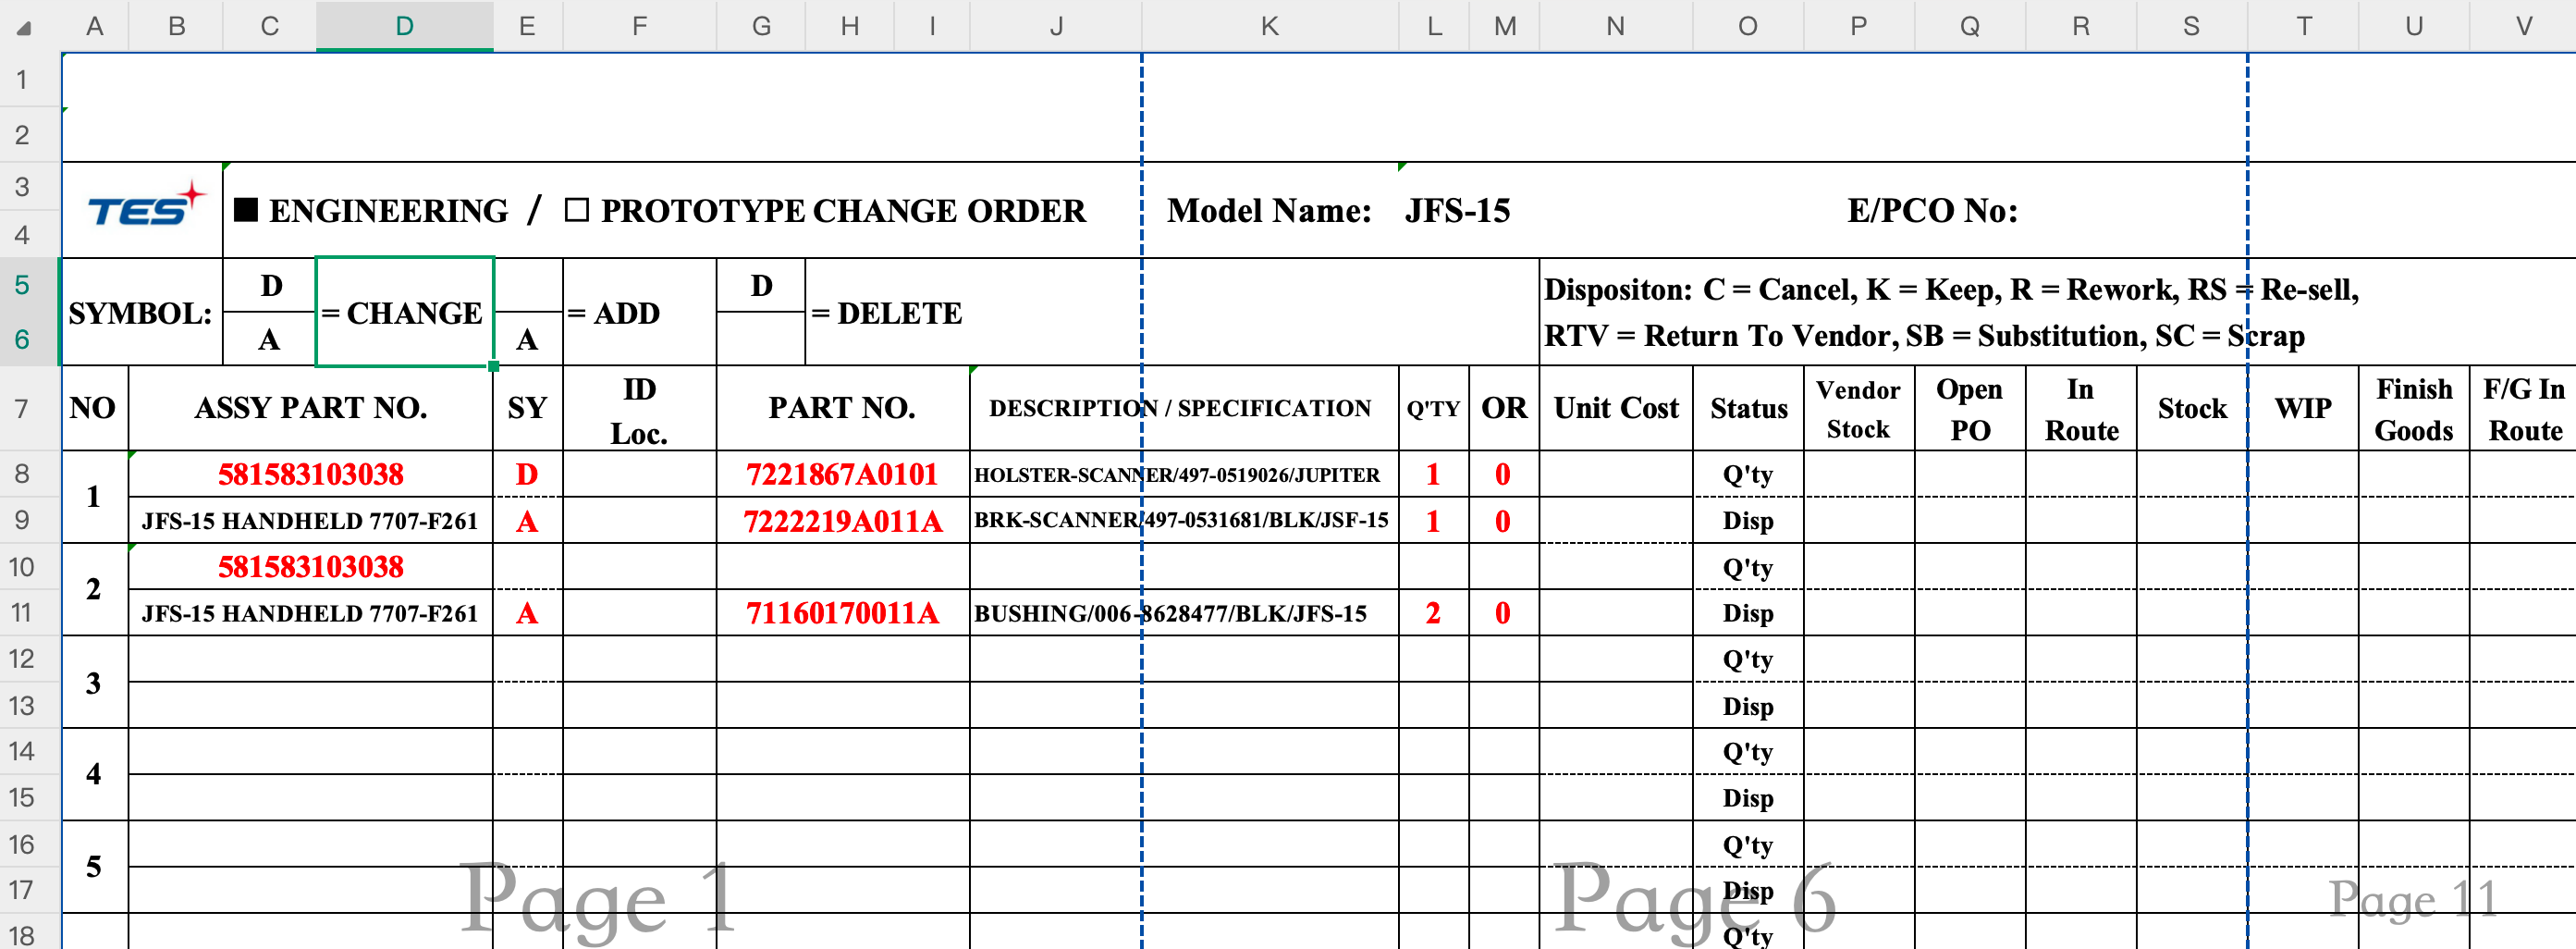 A B C D E F G H I J K L M N O P Q R S T U V
1
2
3 TES ■ ENGINEERING / □ PROTOTYPE CHANGE ORDER Model Name: JFS-15 E/PCO No:
4
5 SYMBOL: D = CHANGE = ADD D = DELETE Dispositon: C = Cancel, K = Keep, R = Rework, RS = Re-sell,
6 A A RTV = Return To Vendor, SB = Substitution, SC = Scrap
7 NO ASSY PART NO. SY ID Loc. PART NO. DESCRIPTION / SPECIFICATION Q'TY OR Unit Cost Status Vendor Stock Open PO In Route Stock WIP Finish Goods F/G In Route
8 1 581583103038 D 7221867A0101 HOLSTER-SCANNER/497-0519026/JUPITER 1 0 Q'ty
9 JFS-15 HANDHELD 7707-F261 A 7222219A011A BRK-SCANNER/497-0531681/BLK/JSF-15 1 0 Disp
10 2 581583103038 Q'ty
11 JFS-15 HANDHELD 7707-F261 A 71160170011A BUSHING/006-8628477/BLK/JFS-15 2 0 Disp
12 3 Q'ty
13 Disp
14 4 Q'ty
15 Disp
16 5 Q'ty
17 Page 1 Page 6 Disp Page 11
18 Q'ty